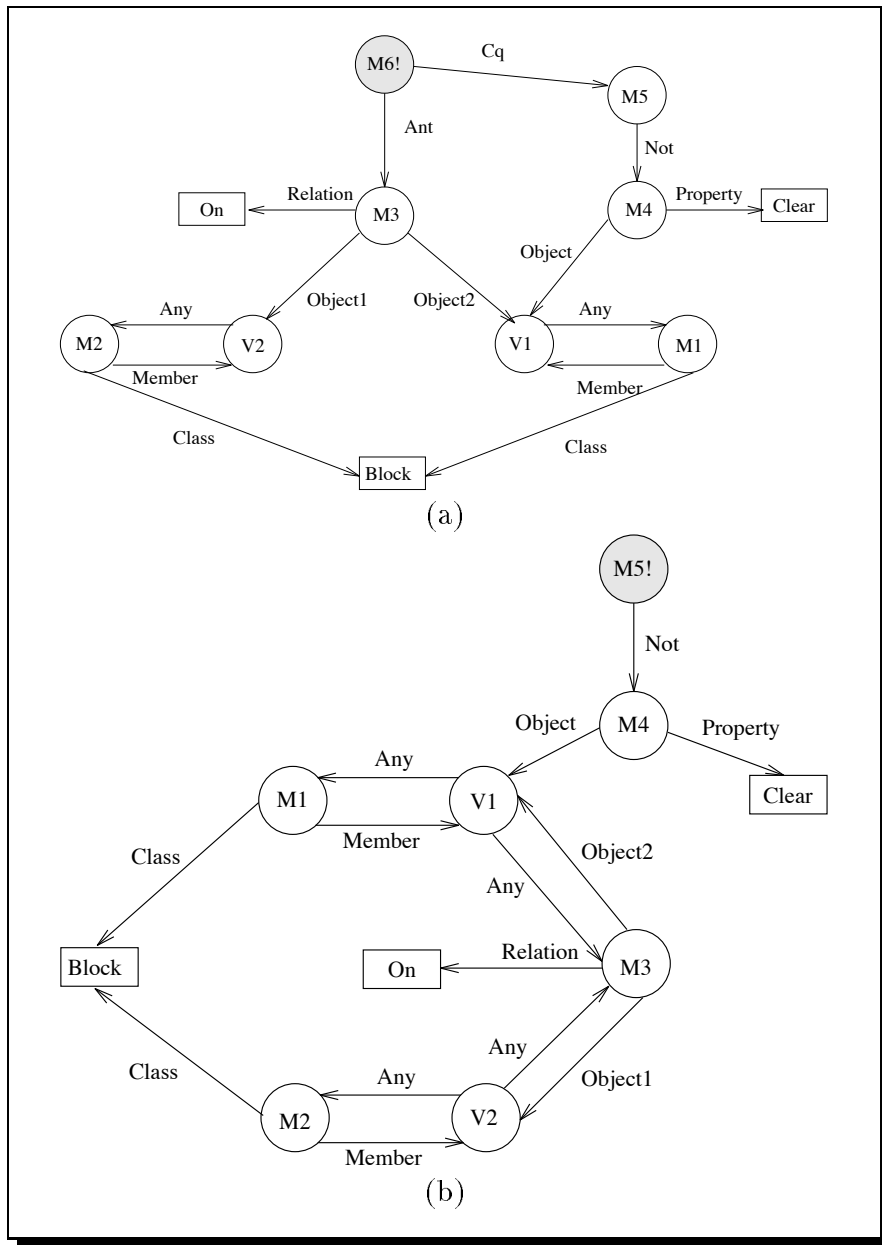 M6!
Cq
M5
Ant
Not
Relation
On
M3
M4
Property
Clear
Object
Object1
Object2
Any
Any
M2
V2
V1
M1
Member
Member
Class
Class
Block
(a)
M5!
Not
Object
M4
Property
Any
Clear
M1
V1
Member
Object2
Class
Any
Relation
Block
On
M3
Any
Class
Any
Object1
M2
V2
Member
(b)